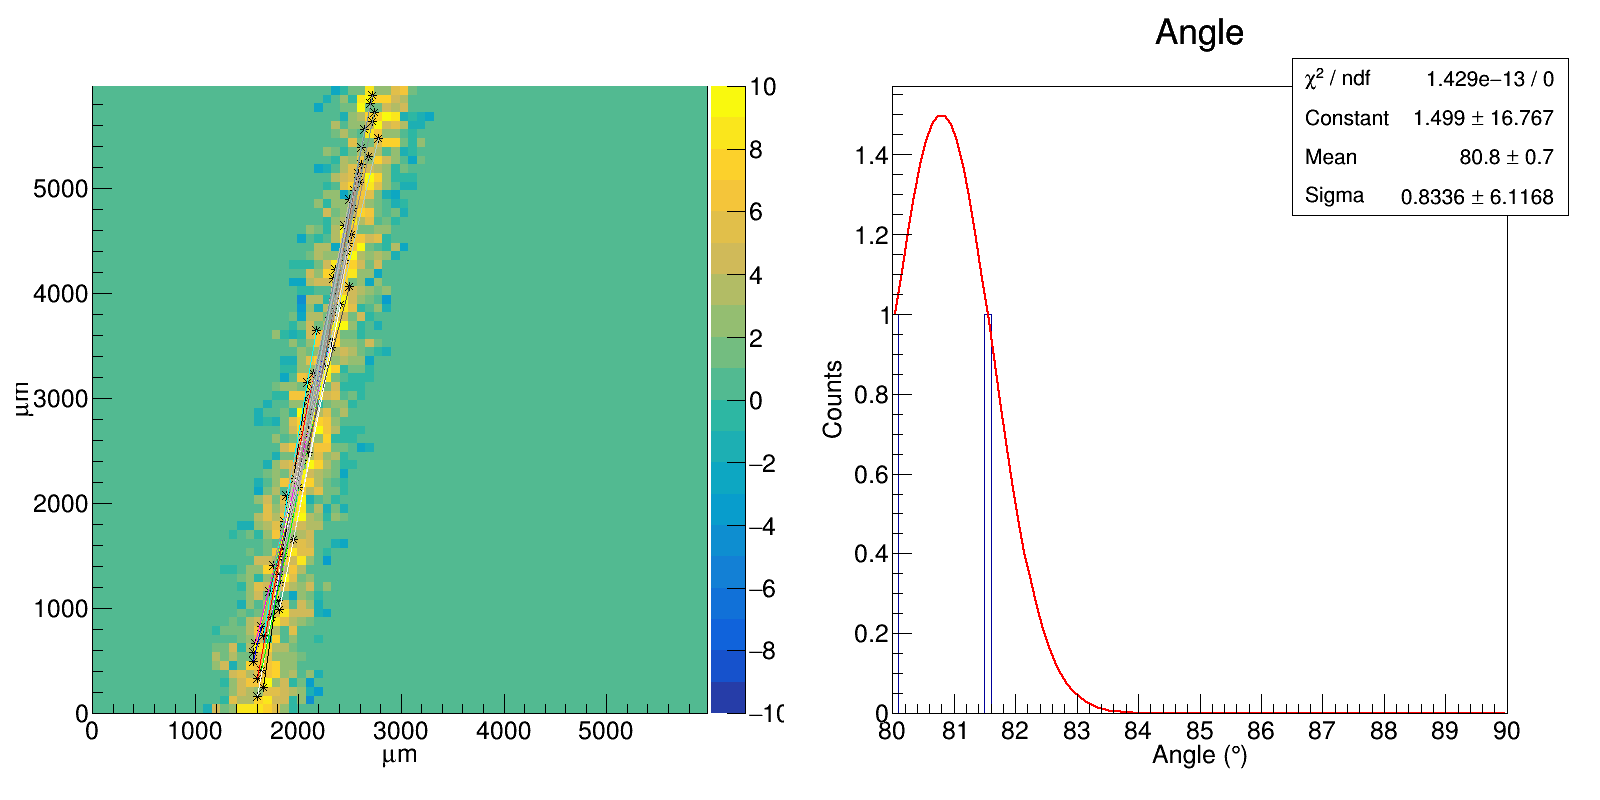 Angle
χ² / ndf 1.429e−13 / 0
Constant 1.499 ± 16.767
Mean 80.8 ± 0.7
Sigma 0.8336 ± 6.1168
μm
5000
4000
3000
2000
1000
0
0 1000 2000 3000 4000 5000
μm
10
8
6
4
2
0
−2
−4
−6
−8
−10
Counts
1.4
1.2
1
0.8
0.6
0.4
0.2
0
80 81 82 83 84 85 86 87 88 89 90
Angle (°)